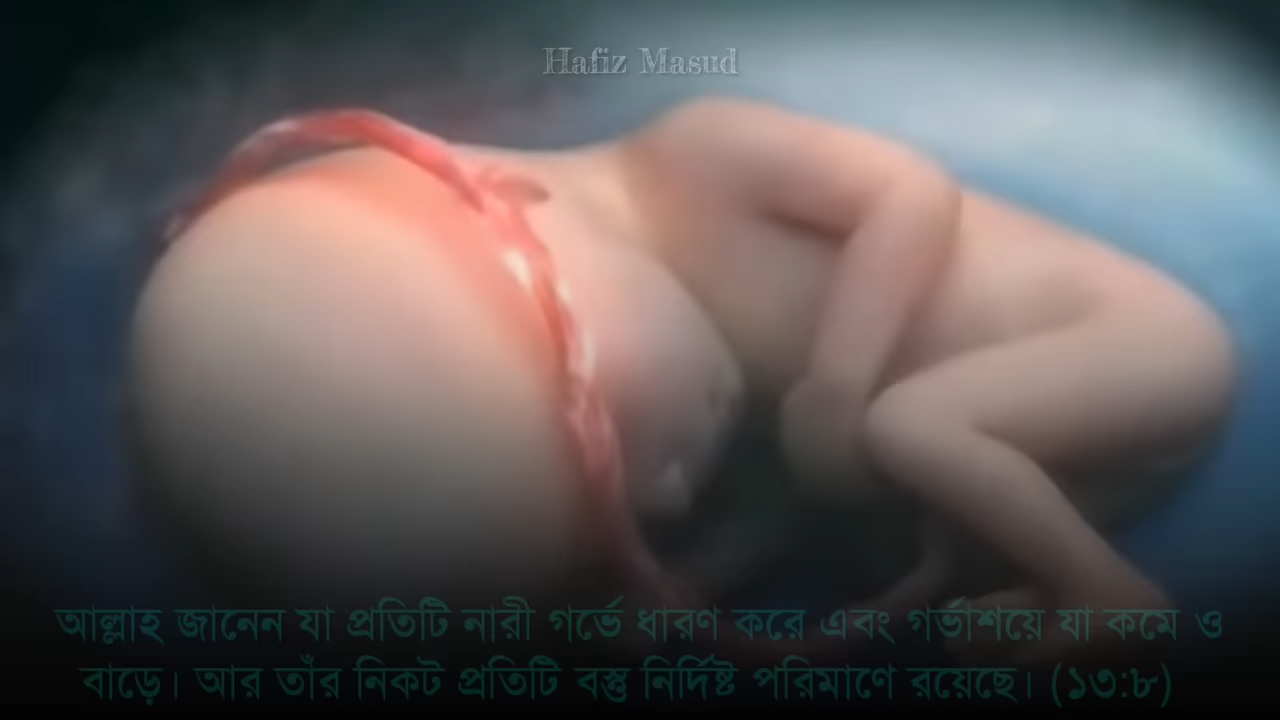 Hafiz Masud
আল্লাহ জানেন যা প্রতিটি নারী গর্ভে ধারণ করে এবং গর্ভাশয়ে যা কমে ও
বাড়ে। আর তাঁর নিকট প্রতিটি বস্তু নির্দিষ্ট পরিমাণে রয়েছে। (১৩:৮)